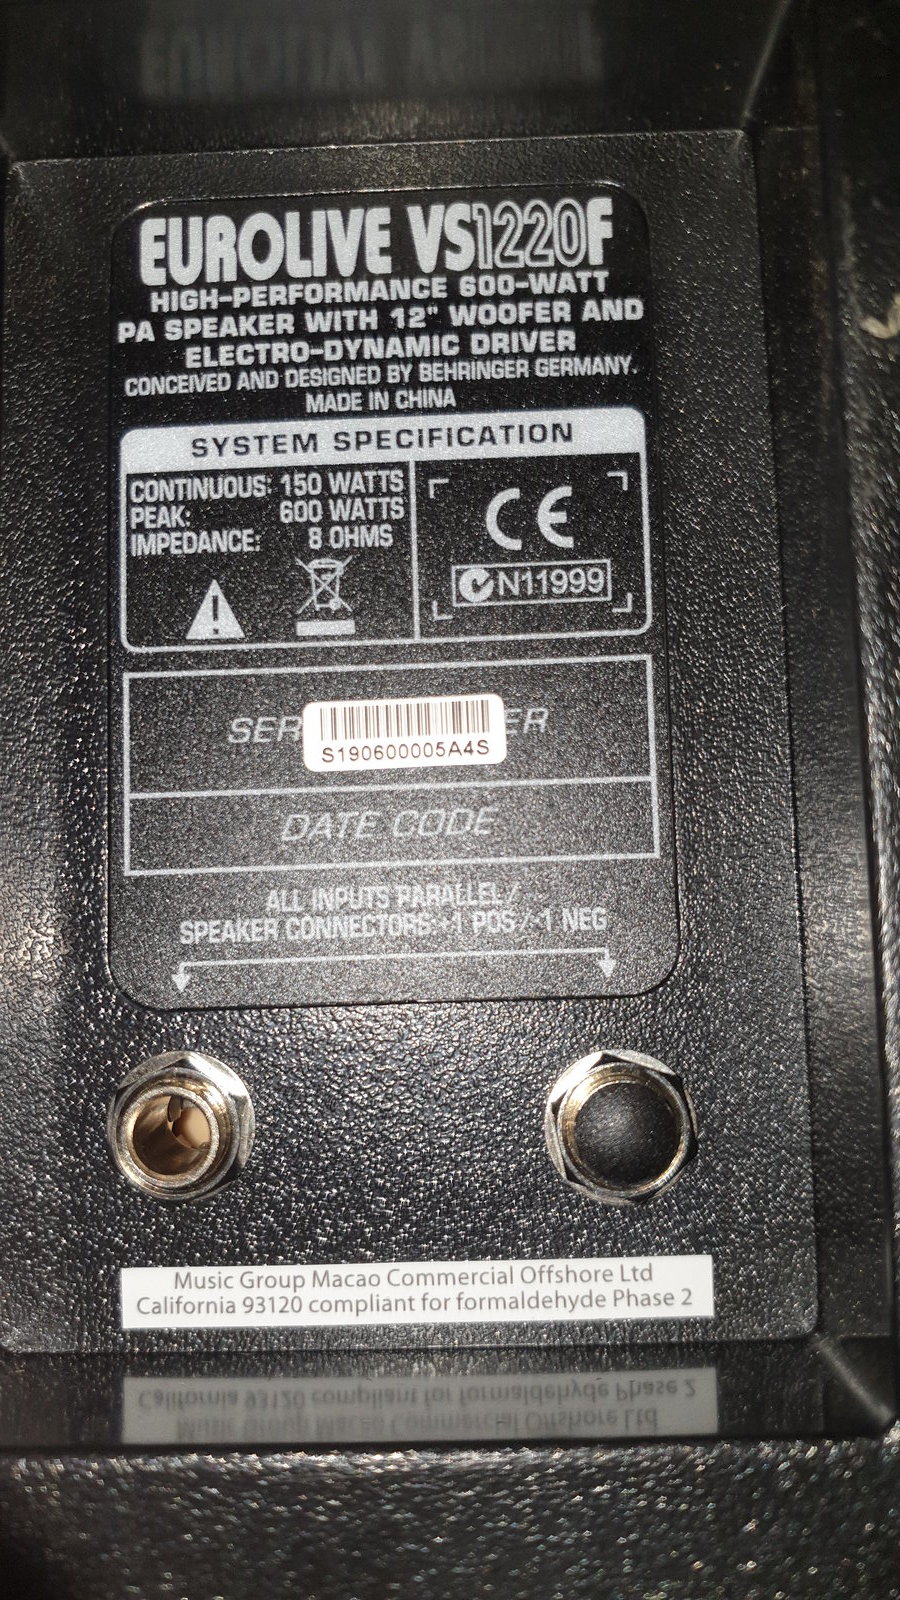 EUROLIVE VS1220F
HIGH-PERFORMANCE 600-WATT
PA SPEAKER WITH 12" WOOFER AND
ELECTRO-DYNAMIC DRIVER
CONCEIVED AND DESIGNED BY BEHRINGER GERMANY.
MADE IN CHINA
SYSTEM SPECIFICATION
CONTINUOUS: 150 WATTS
PEAK: 600 WATTS
IMPEDANCE: 8 OHMS
CE
N11999
SER ER
S190600005A4S
DATE CODE
ALL INPUTS PARALLEL/
SPEAKER CONNECTORS:+1 POS/-1 NEG
Music Group Macao Commercial Offshore Ltd
California 93120 compliant for formaldehyde Phase 2